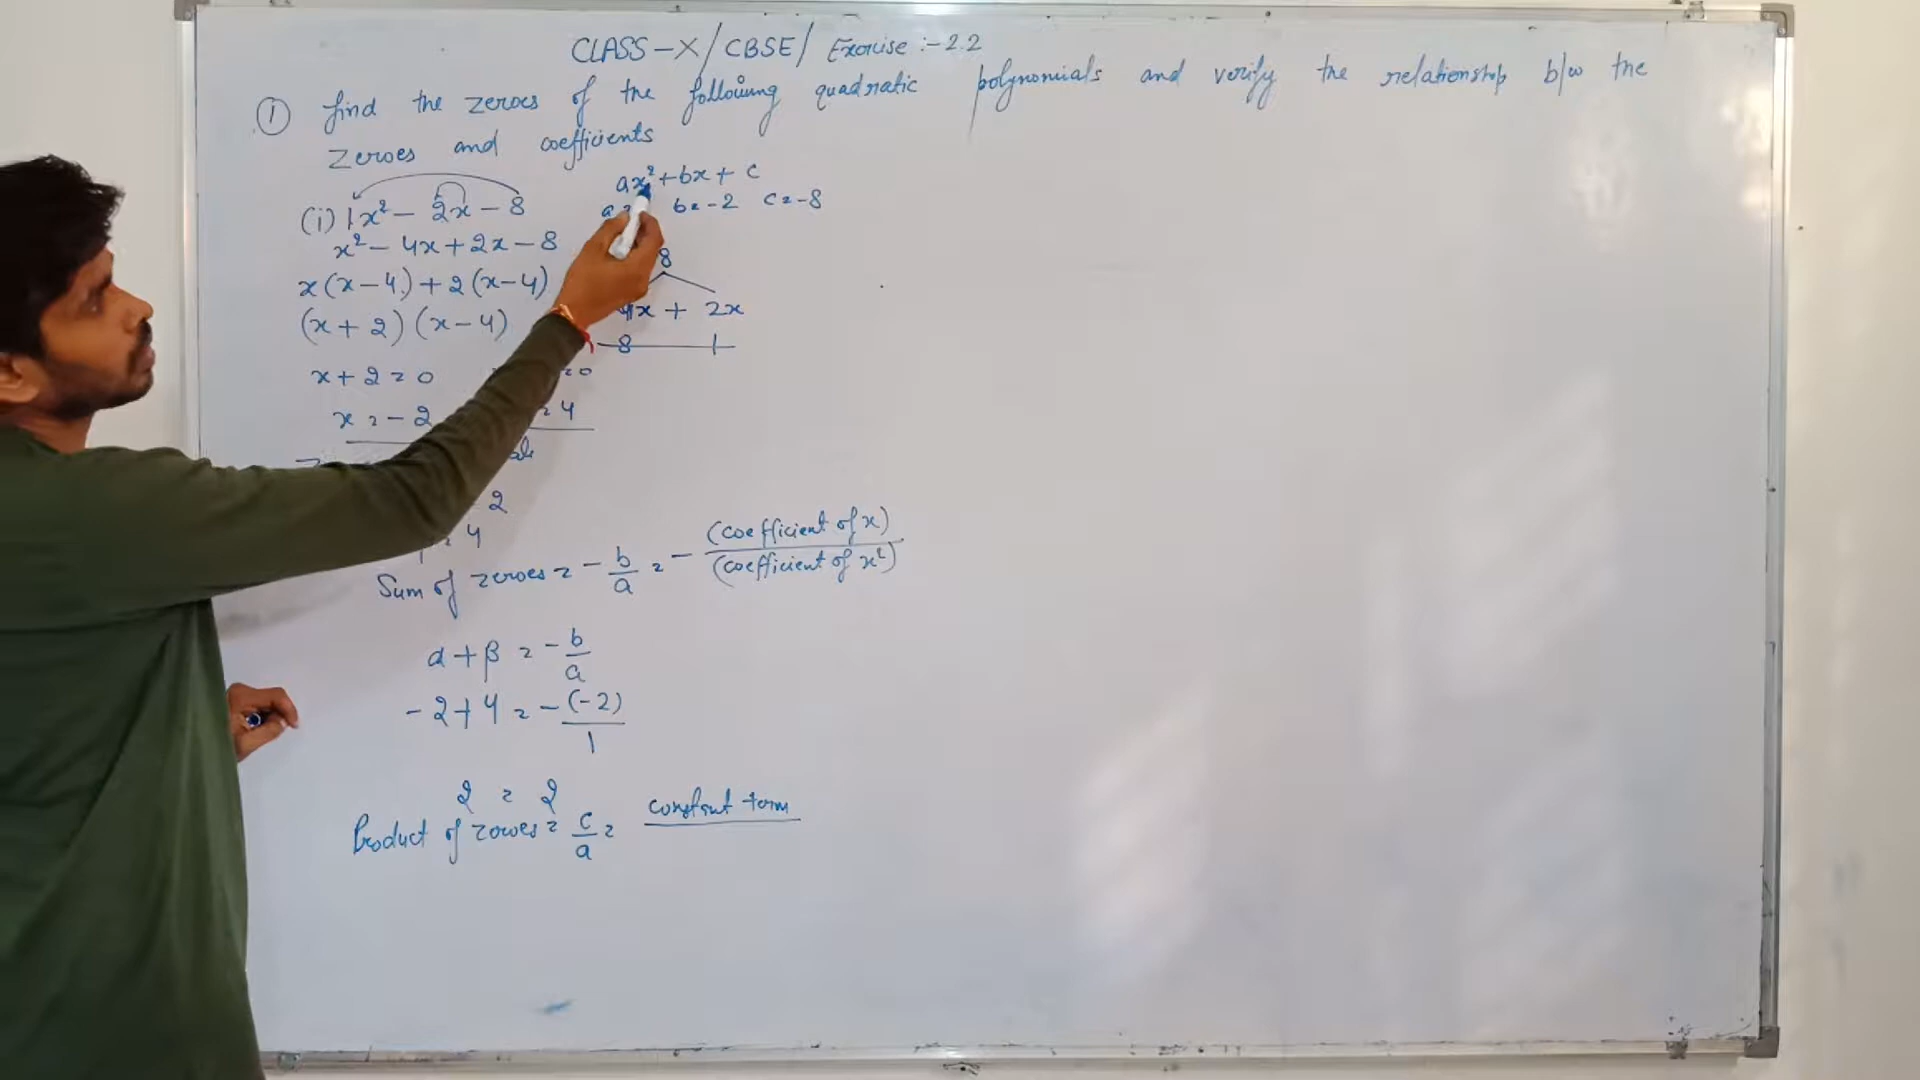 CLASS-X/CBSE/ Exercise :- 2.2
① find the zeroes of the following quadratic polynomials and verify the relationship b/w the
zeroes and coefficients
ax² + bx + c
(i) 1x² - 2x - 8
b = -2 c = -8
x² - 4x + 2x - 8
8
x(x-4) + 2(x-4)
4x + 2x
(x+2)(x-4)
8 1
x + 2 = 0 = 0
x = -2 = 4
2
= 4
Sum of zeroes = - b/a = - (coefficient of x)/(coefficient of x²)
α + β = - b/a
-2 + 4 = - (-2)/1
2 = 2
Product of zeroes = c/a = constant term